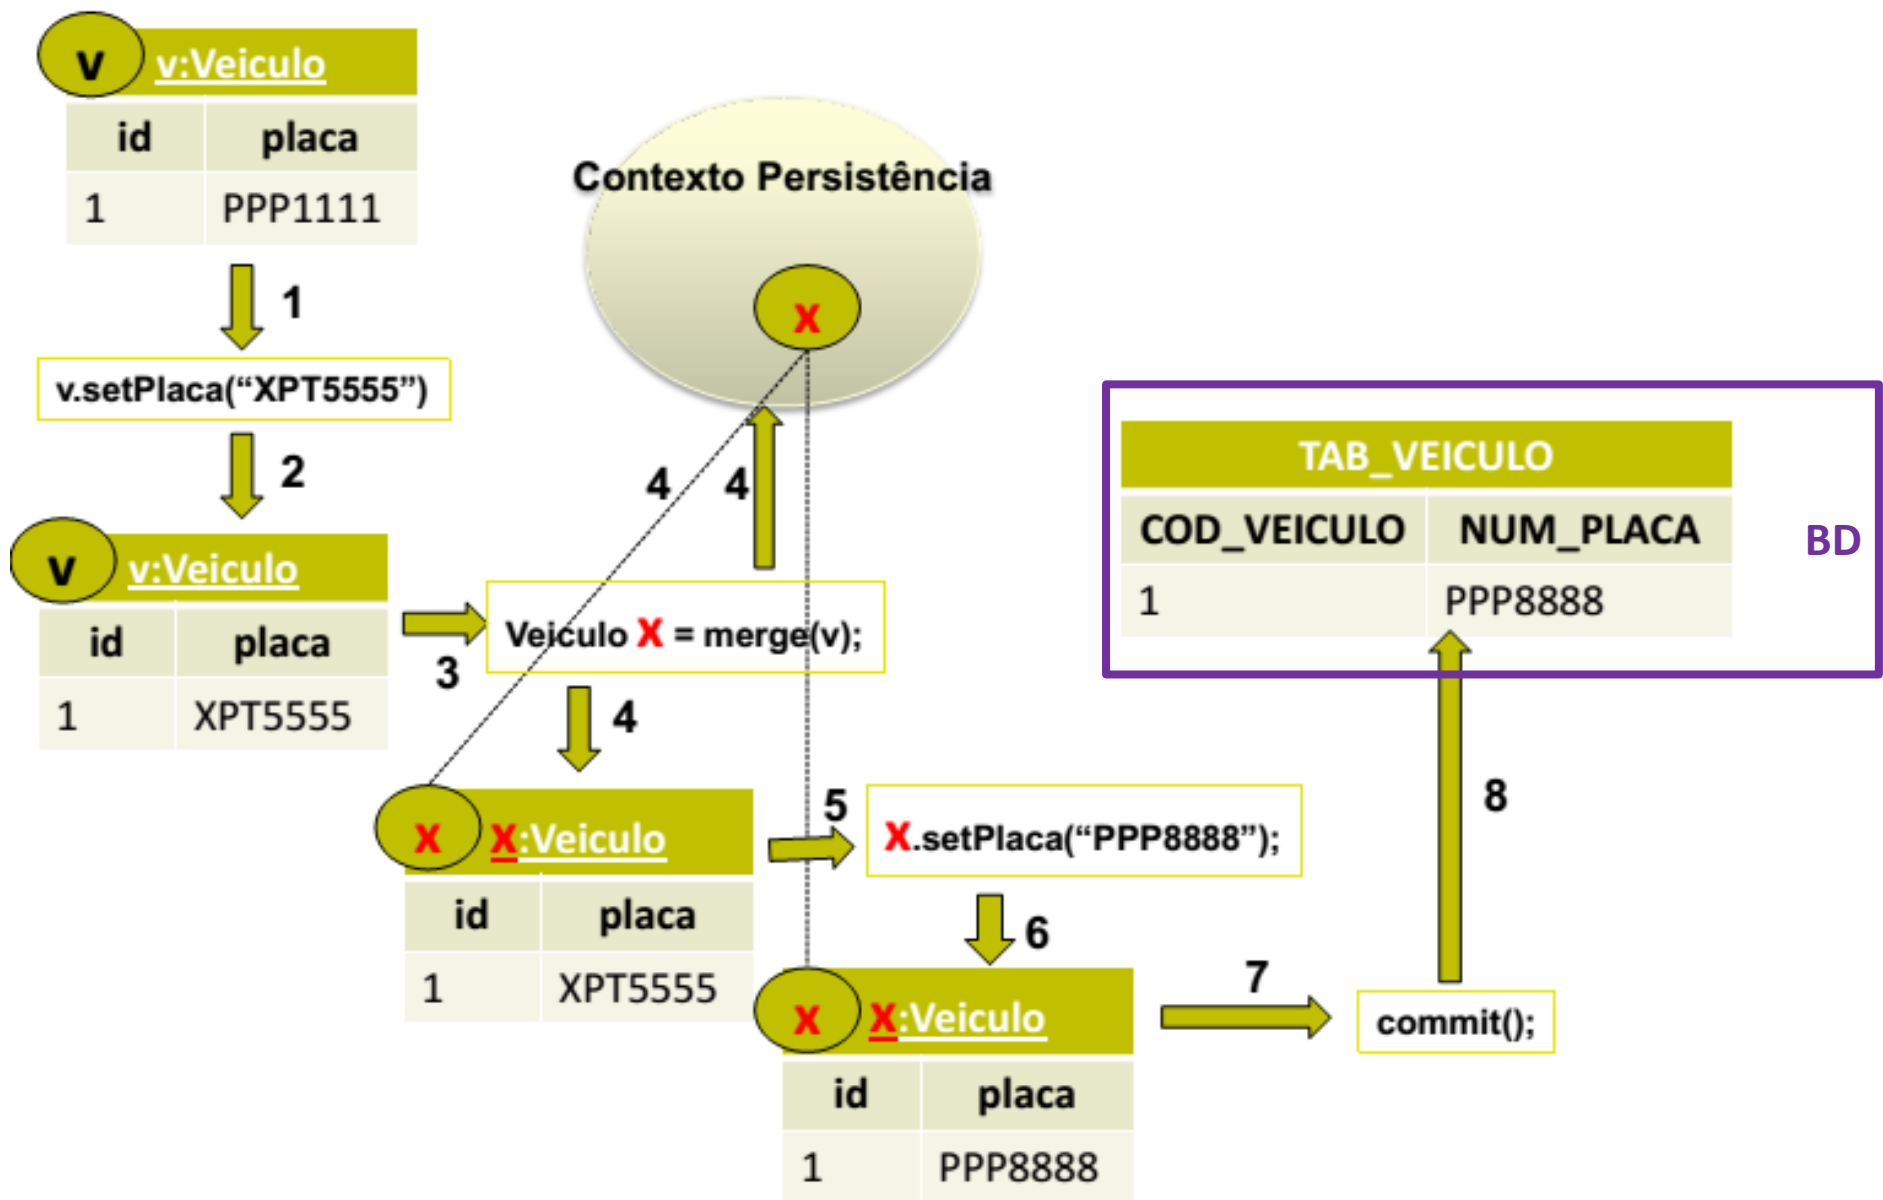 v
v:Veiculo
id placa
1 PPP1111
1
v.setPlaca(“XPT5555”)
2
v
v:Veiculo
id placa
1 XPT5555
3
Veiculo X = merge(v);
4
4
4
Contexto Persistência
x
x
X:Veiculo
id placa
1 XPT5555
5
X.setPlaca(“PPP8888”);
6
x
X:Veiculo
id placa
1 PPP8888
7
commit();
8
TAB_VEICULO
COD_VEICULO NUM_PLACA
1 PPP8888
BD